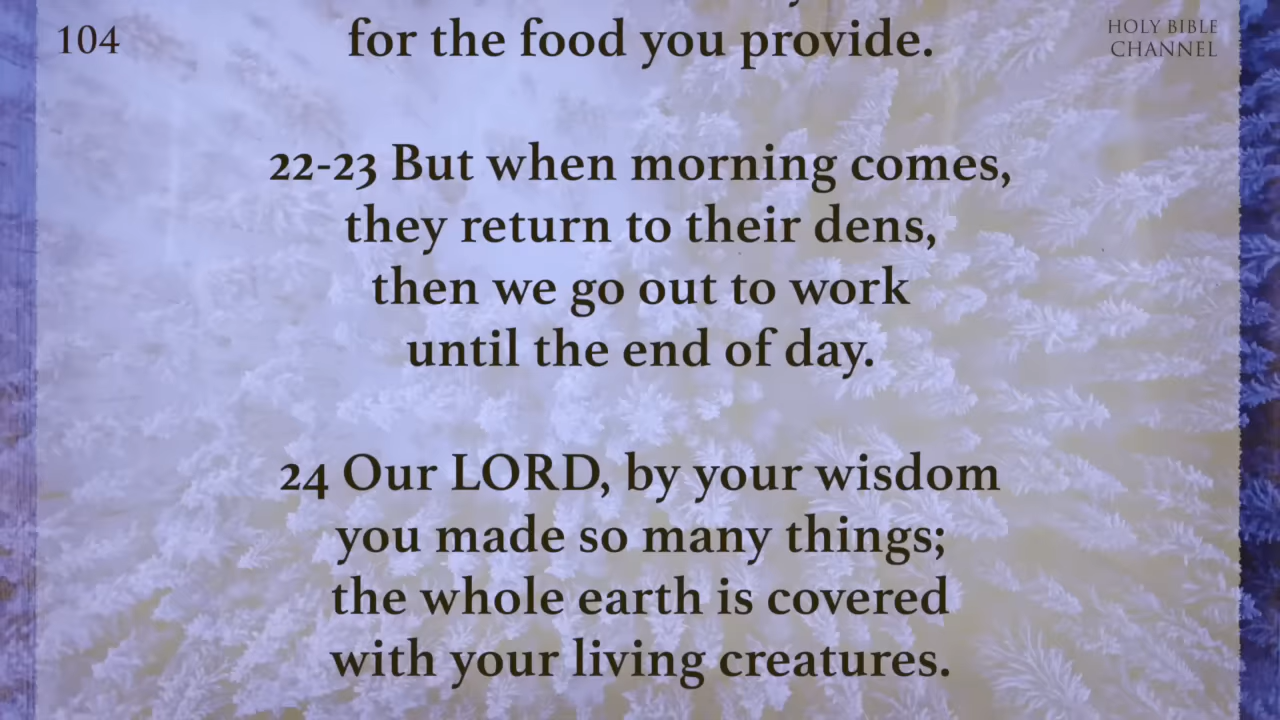 104
HOLY BIBLE
CHANNEL
for the food you provide.
22-23 But when morning comes,
they return to their dens,
then we go out to work
until the end of day.
24 Our LORD, by your wisdom
you made so many things;
the whole earth is covered
with your living creatures.